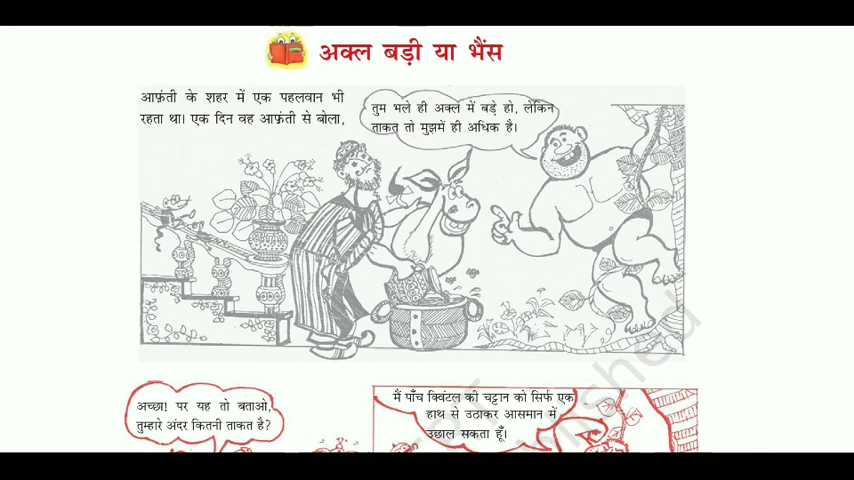 अक्ल बड़ी या भैंस
आफ़ंती के शहर में एक पहलवान भी
रहता था। एक दिन वह आफ़ंती से बोला,
तुम भले ही अक्ल में बड़े हो, लेकिन
ताकत तो मुझमें ही अधिक है।
अच्छा! पर यह तो बताओ,
तुम्हारे अंदर कितनी ताकत है?
मैं पाँच क्विंटल की चट्टान को सिर्फ एक
हाथ से उठाकर आसमान में
उछाल सकता हूँ।